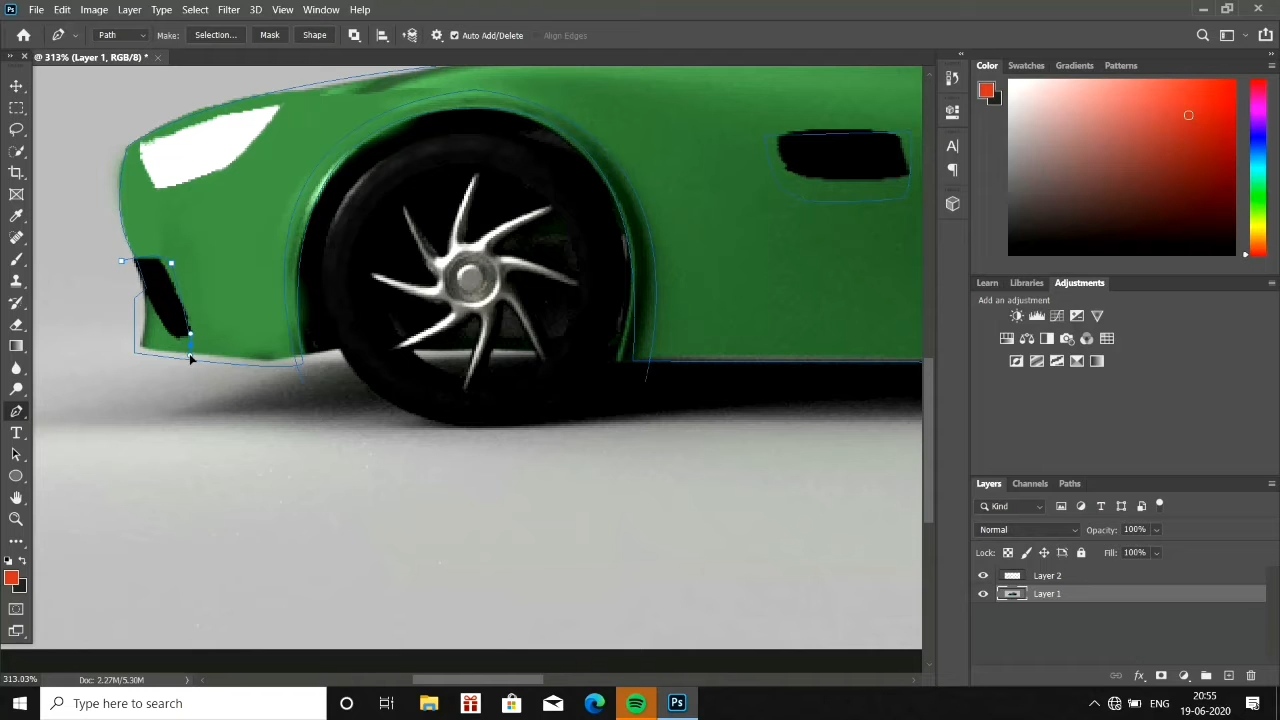 Ps File Edit Image Layer Type Select Filter 3D View Window Help
Path Make: Selection... Mask Shape Auto Add/Delete Align Edges
@ 313% (Layer 1, RGB/8) *
Color Swatches Gradients Patterns
Learn Libraries Adjustments
Add an adjustment
Layers Channels Paths
Kind
Normal Opacity: 100%
Lock: Fill: 100%
Layer 2
Layer 1
313.03% Doc: 2.27M/5.30M
Type here to search
Ps
ENG
20:55
19-06-2020